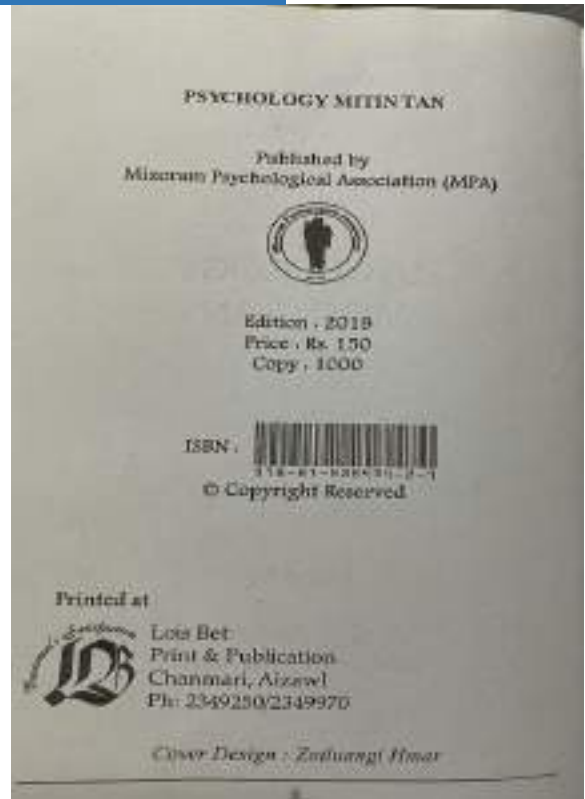 PSYCHOLOGY MITIN TAN
Published by
Mizoram Psychological Association (MPA)
Edition : 2018
Price : Rs. 150
Copy : 1000
ISBN :
© Copyright Reserved
Printed at
Lois Bet
Print & Publication
Chanmari, Aizawl
Ph: 2349250/2349970
Cover Design : Zoduangi Hmar